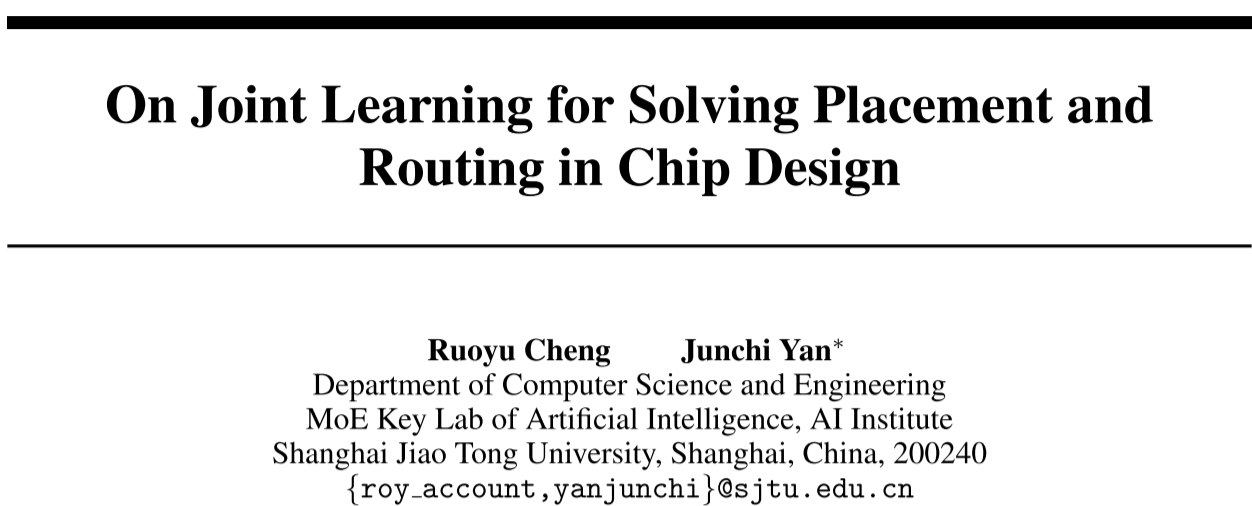 On Joint Learning for Solving Placement and
Routing in Chip Design
Ruoyu Cheng Junchi Yan*
Department of Computer Science and Engineering
MoE Key Lab of Artificial Intelligence, AI Institute
Shanghai Jiao Tong University, Shanghai, China, 200240
{roy_account,yanjunchi}@sjtu.edu.cn